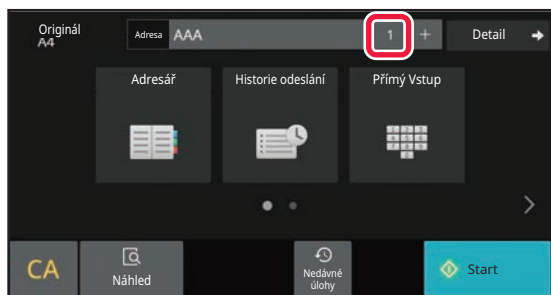 Originál
A4
Adresa AAA 1 + Detail
Adresář Historie odeslání Přímý Vstup
CA Náhled Nedávné úlohy Start